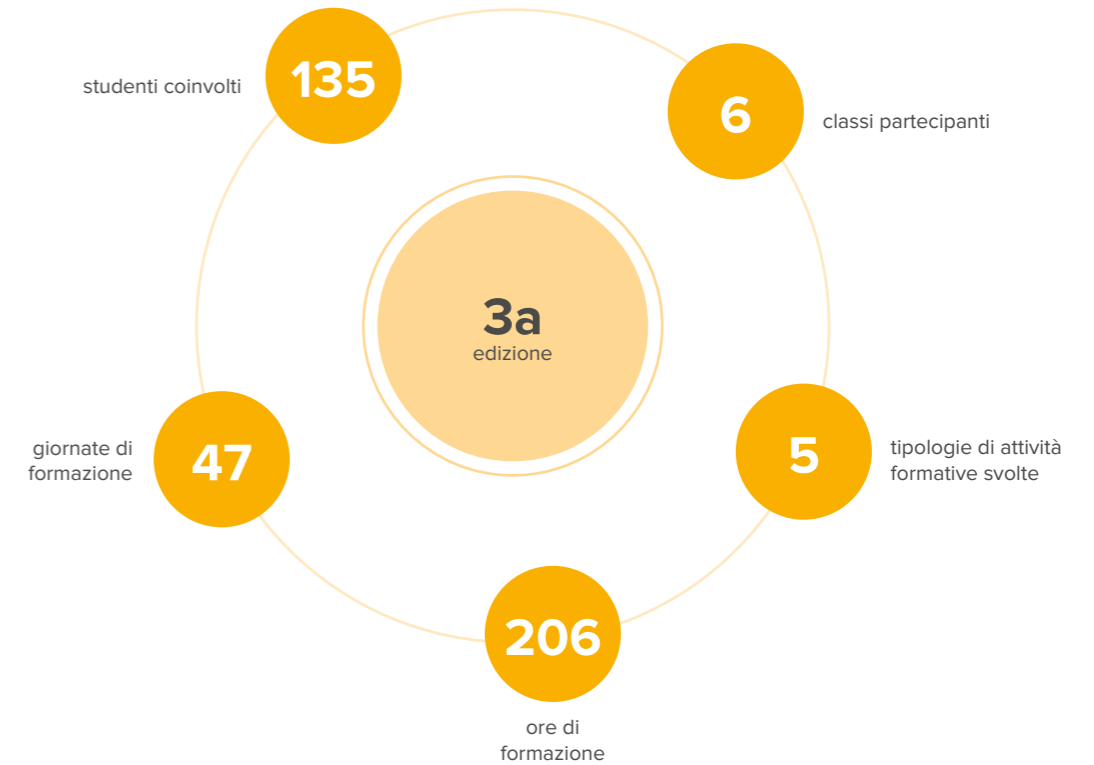 135
studenti coinvolti
6
classi partecipanti
3a
edizione
47
giornate di
formazione
5
tipologie di attività
formative svolte
206
ore di
formazione